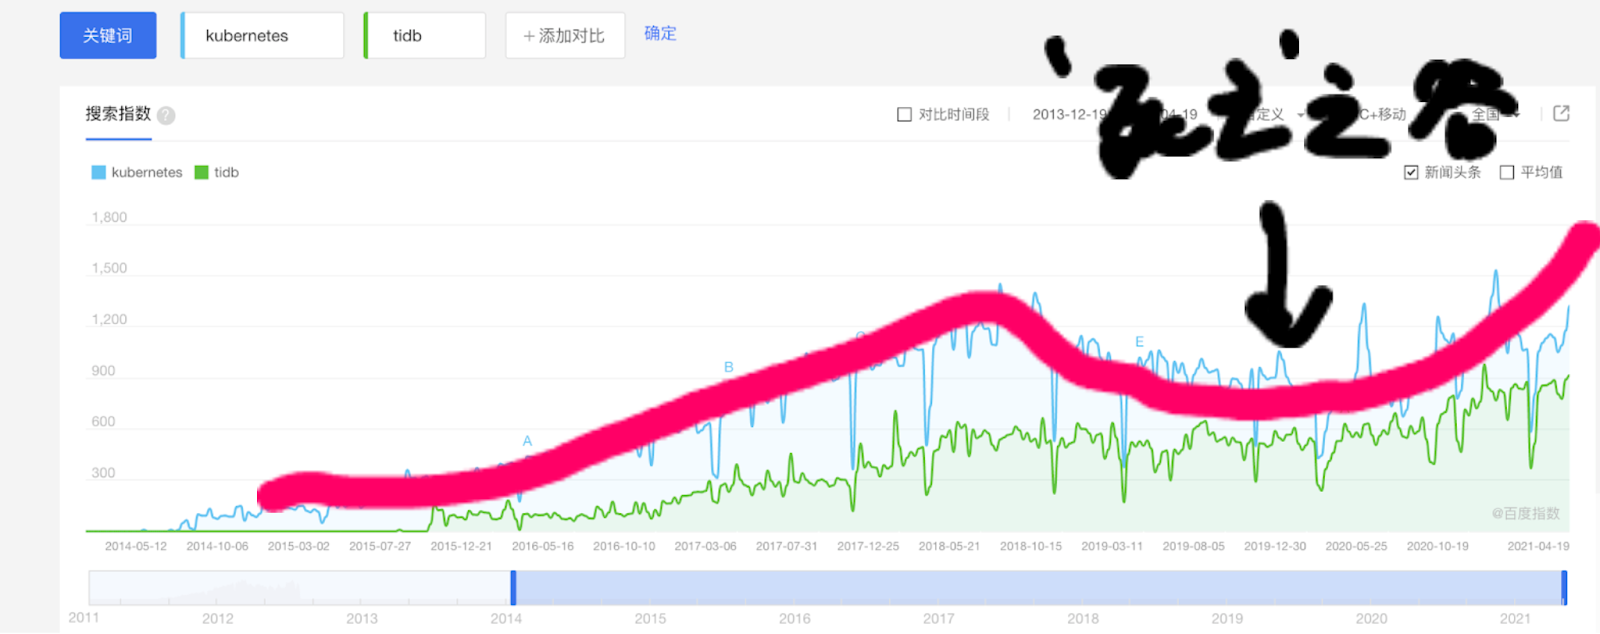 关键词 kubernetes tidb +添加对比 确定
'死亡'之谷
搜索指数 ? 对比时间段 2013-12-19 04-19 定义 C+移动 全国
kubernetes tidb 新闻头条 平均值
1,800
1,500
1,200
900
600
300
A
B
E
@百度指数
2014-05-12 2014-10-06 2015-03-02 2015-07-27 2015-12-21 2016-05-16 2016-10-10 2017-03-06 2017-07-31 2017-12-25 2018-05-21 2018-10-15 2019-03-11 2019-08-05 2019-12-30 2020-05-25 2020-10-19 2021-04-19
2011 2012 2013 2014 2015 2016 2017 2018 2019 2020 2021